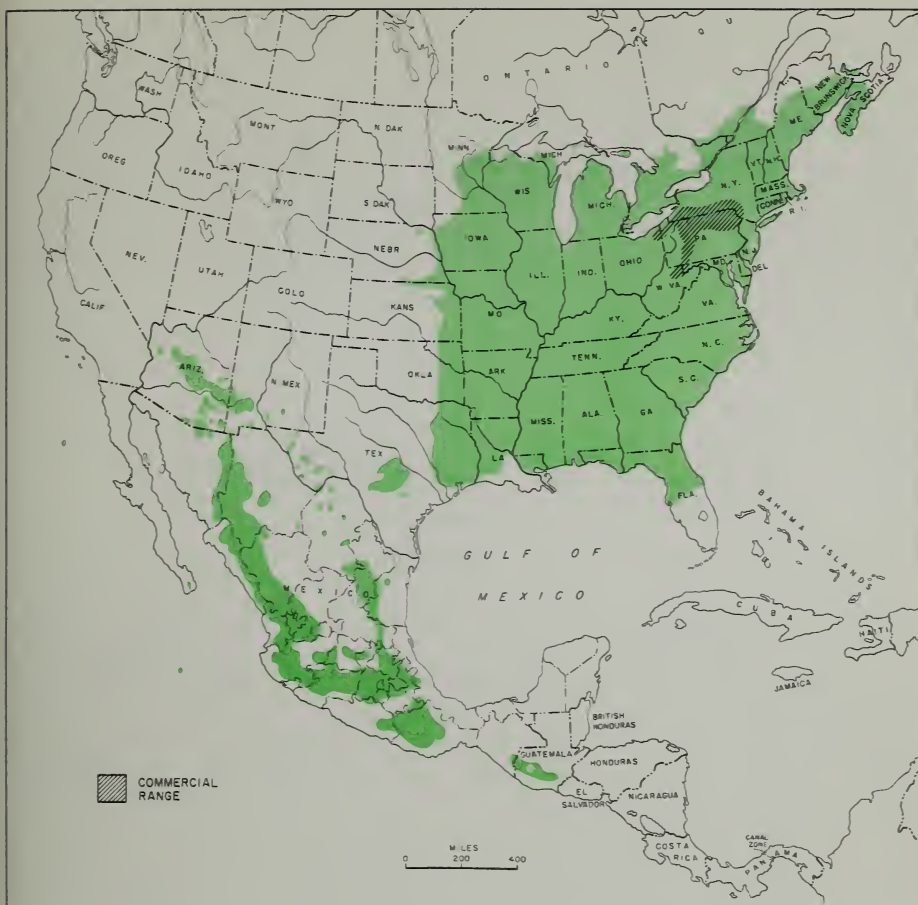 ONTARIO
NEW BRUNSWICK
NOVA SCOTIA
WASH
MONT
N DAK
MINN
MICH
ME
OREG
IDAHO
WIS
VT.
N.H.
N.Y.
MASS.
WYO
S DAK
MICH.
CONN
R I.
NEBR
IOWA
PA
N.J.
NEV.
UTAH
ILL.
IND.
OHIO
MD.
DEL
COLO
W VA.
CALIF
KANS
MO
KY.
VA.
ARIZ.
N MEX
OKLA
ARK
TENN.
N. C.
S. C.
MISS.
ALA.
GA
TEX
LA
FLA.
BAHAMA ISLANDS
GULF OF
MEXICO
MEXICO
CUBA
HAITI
JAMAICA
BRITISH
HONDURAS
GUATEMALA
HONDURAS
EL
SALVADOR
NICARAGUA
COMMERCIAL
RANGE
MILES
0 200 400
COSTA
RICA
CANAL
ZONE
PANAMA